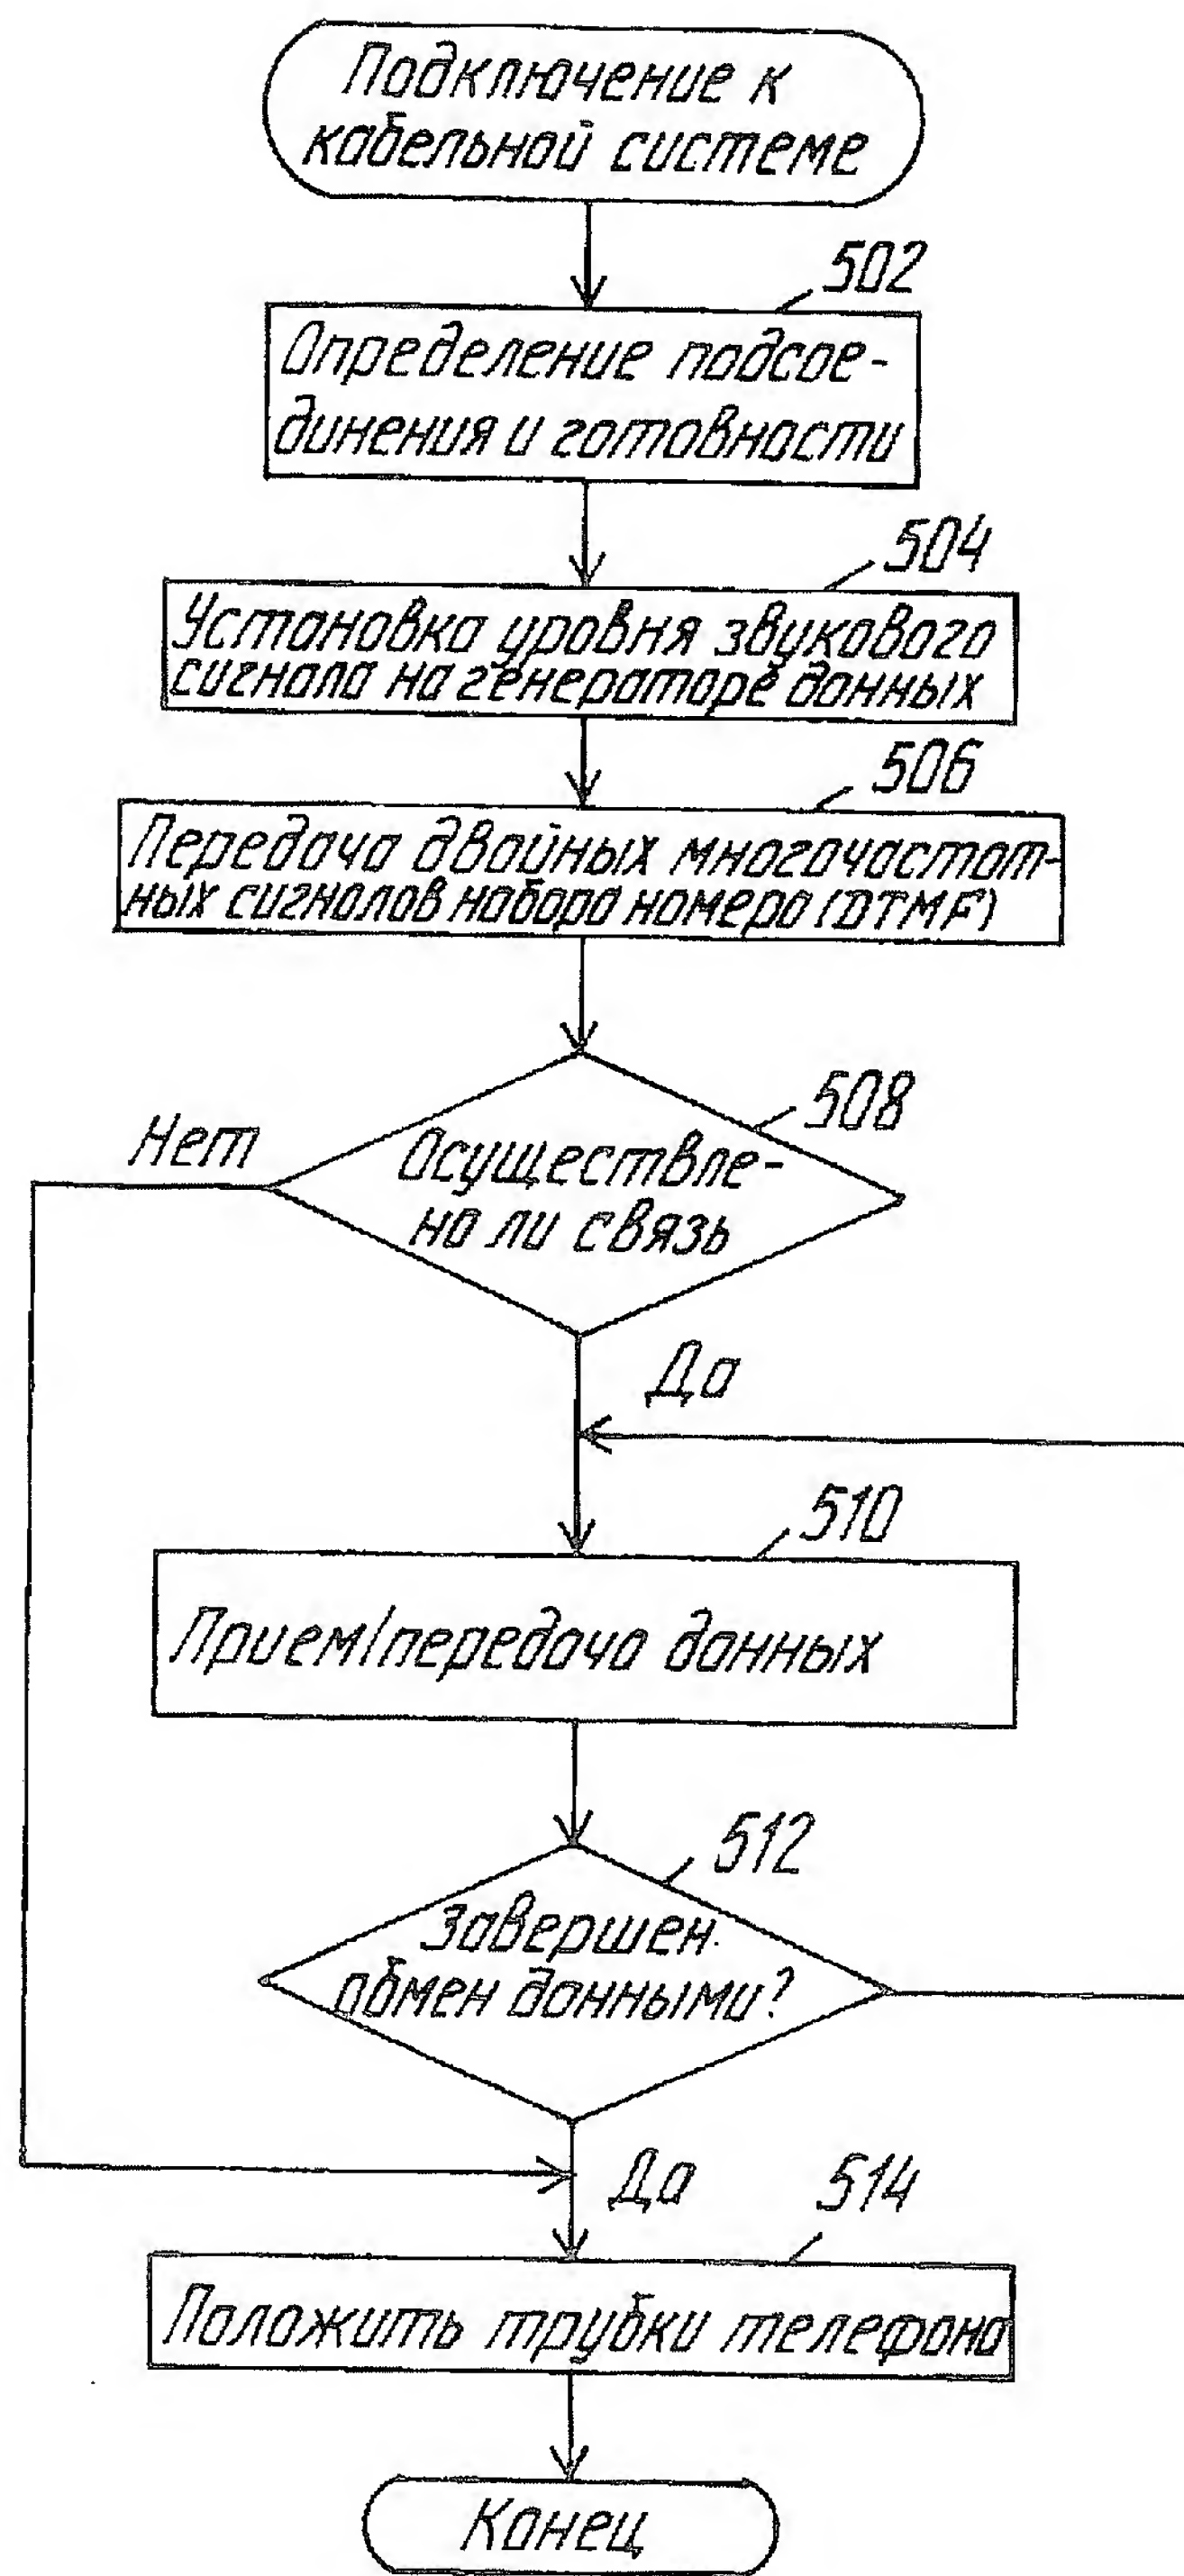 Подключение к
кабельной системе
502
Определение подсое-
динения и готовности
504
Установка уровня звукового
сигнала на генераторе данных
506
Передача двойных многочастот-
ных сигналов набора номера (DTMF)
508
Нет
Осуществле-
на ли связь
Да
510
Прием/передача данных
512
Завершен
обмен данными?
Да
514
Положить трубки телефона
Конец